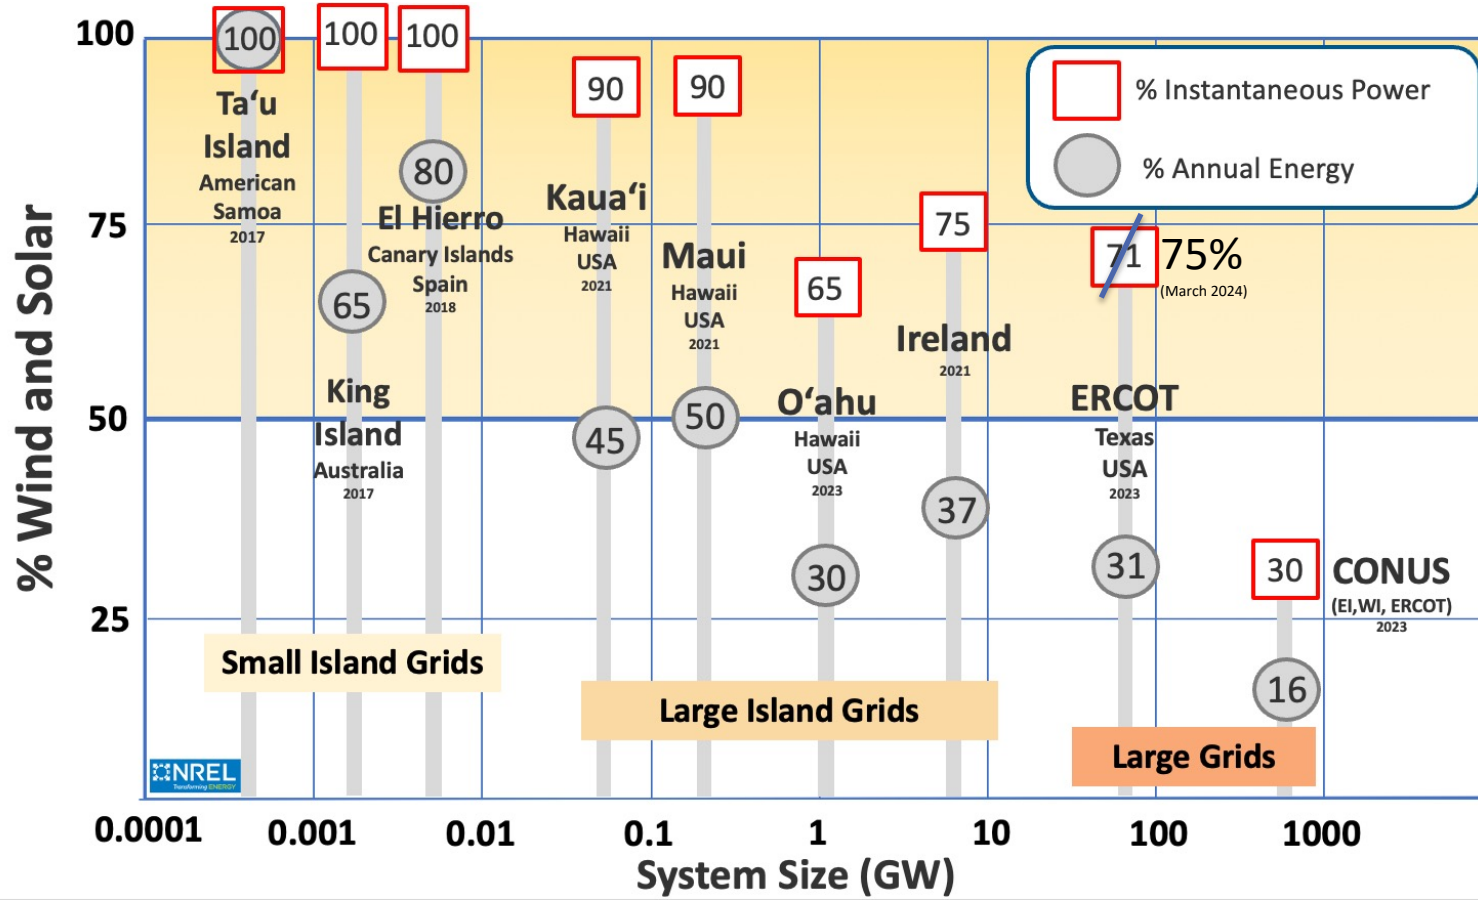 100
75
50
25
% Wind and Solar
100
Ta‘u
Island
American
Samoa
2017
100
65
King
Island
Australia
2017
100
80
El Hierro
Canary Islands
Spain
2018
90
Kaua‘i
Hawaii
USA
2021
45
90
Maui
Hawaii
USA
2021
50
65
O‘ahu
Hawaii
USA
2023
30
75
Ireland
2021
37
% Instantaneous Power
% Annual Energy
71 75%
(March 2024)
ERCOT
Texas
USA
2023
31
30 CONUS
(EI,WI, ERCOT)
2023
16
Small Island Grids
Large Island Grids
Large Grids
NREL
Transforming ENERGY
0.0001 0.001 0.01 0.1 1 10 100 1000
System Size (GW)